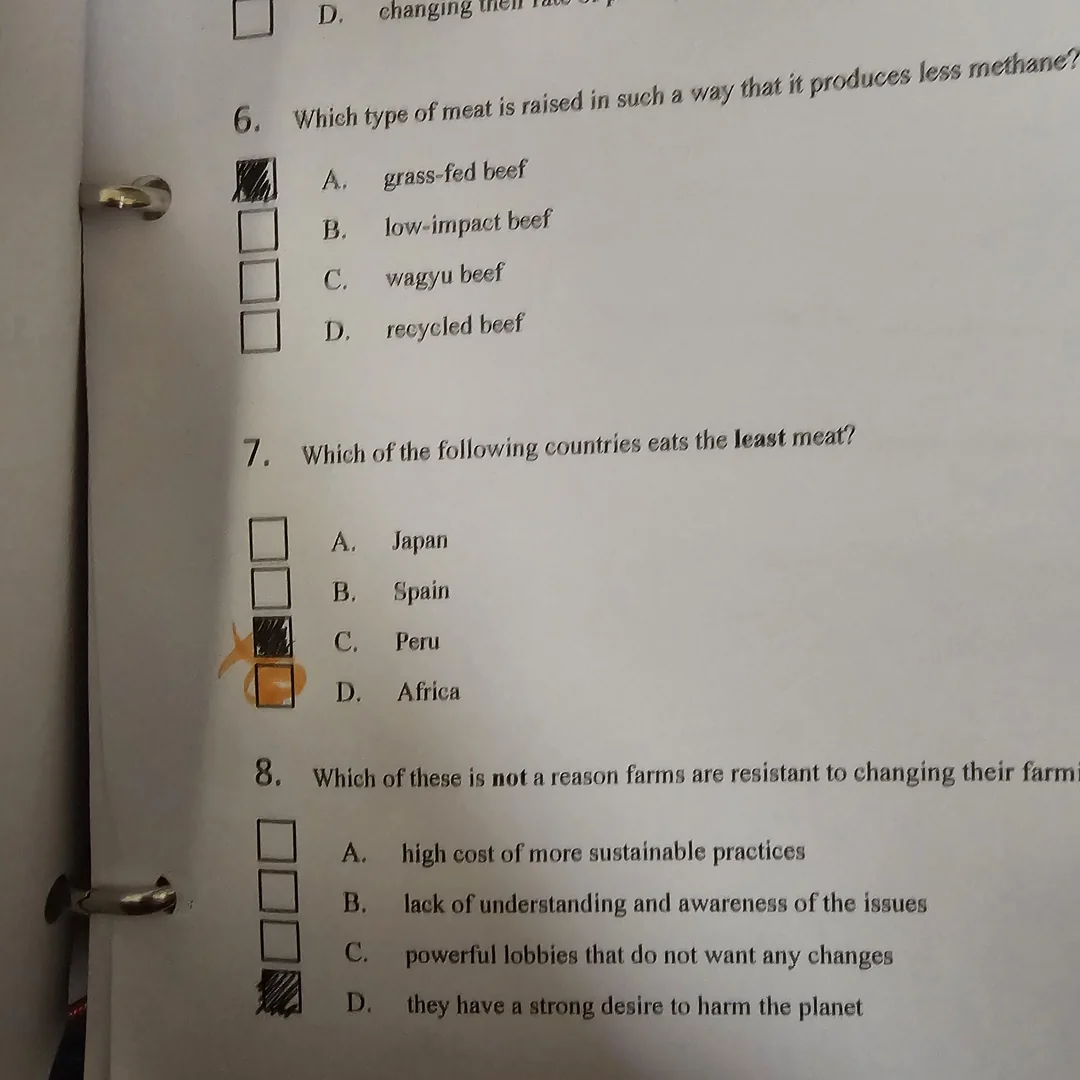 D. changing their rate of
6. Which type of meat is raised in such a way that it produces less methane?
A. grass-fed beef
B. low-impact beef
C. wagyu beef
D. recycled beef
7. Which of the following countries eats the least meat?
A. Japan
B. Spain
C. Peru
D. Africa
8. Which of these is not a reason farms are resistant to changing their
A. high cost of more sustainable practices
B. lack of understanding and awareness of the issues
C. powerful lobbies that do not want any changes
D. they have a strong desire to harm the planet